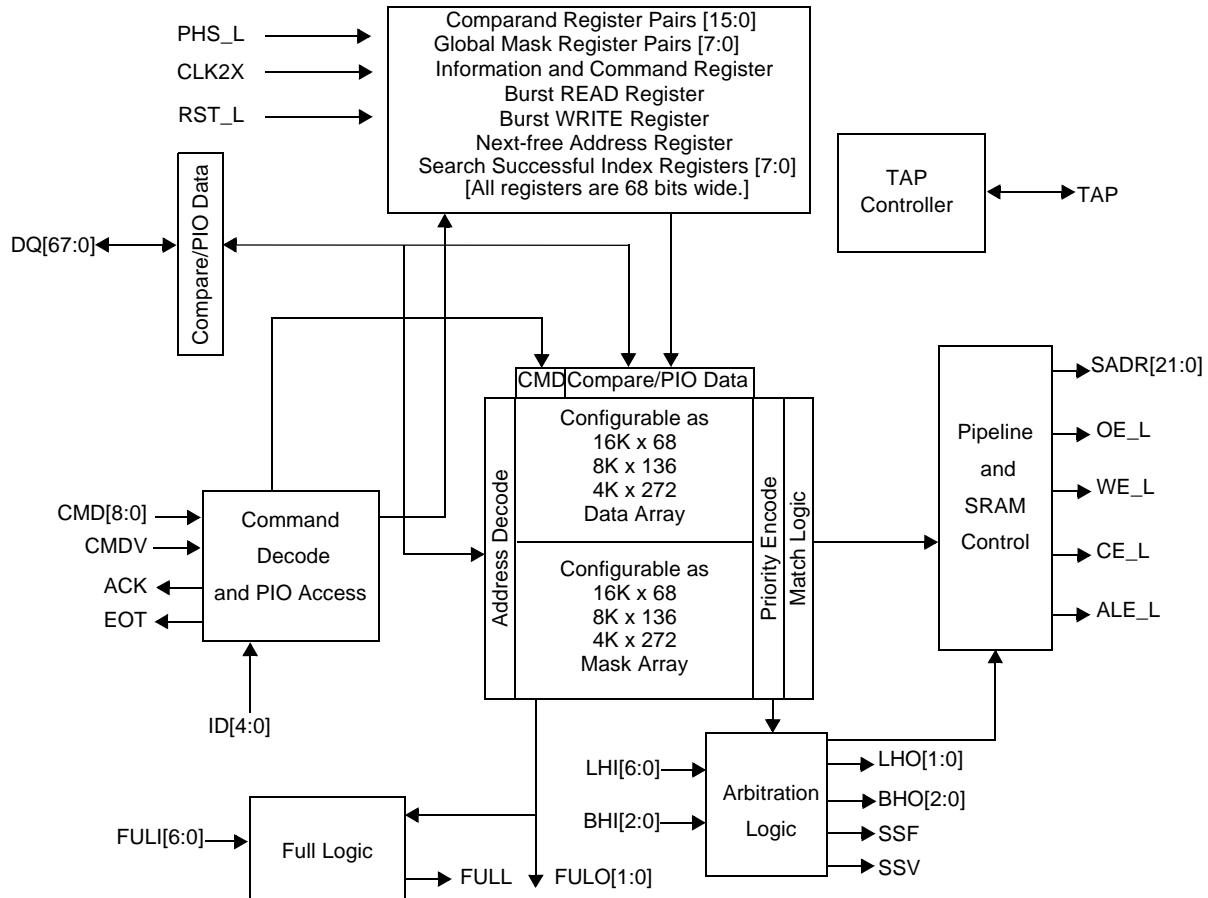 Comparand Register Pairs [15:0]
Global Mask Register Pairs [7:0]
Information and Command Register
Burst READ Register
Burst WRITE Register
Next-free Address Register
Search Successful Index Registers [7:0]
[All registers are 68 bits wide.]
PHS_L
CLK2X
RST_L
TAP
Controller
TAP
DQ[67:0]
Compare/PIO Data
CMD
Compare/PIO Data
Address Decode
Configurable as
16K x 68
8K x 136
4K x 272
Data Array
Configurable as
16K x 68
8K x 136
4K x 272
Mask Array
Priority Encode
Match Logic
Pipeline
and
SRAM
Control
SADR[21:0]
OE_L
WE_L
CE_L
ALE_L
CMD[8:0]
CMDV
ACK
EOT
Command
Decode
and PIO Access
ID[4:0]
LHI[6:0]
BHI[2:0]
Arbitration
Logic
LHO[1:0]
BHO[2:0]
SSF
SSV
FULI[6:0]
Full Logic
FULL
FULO[1:0]